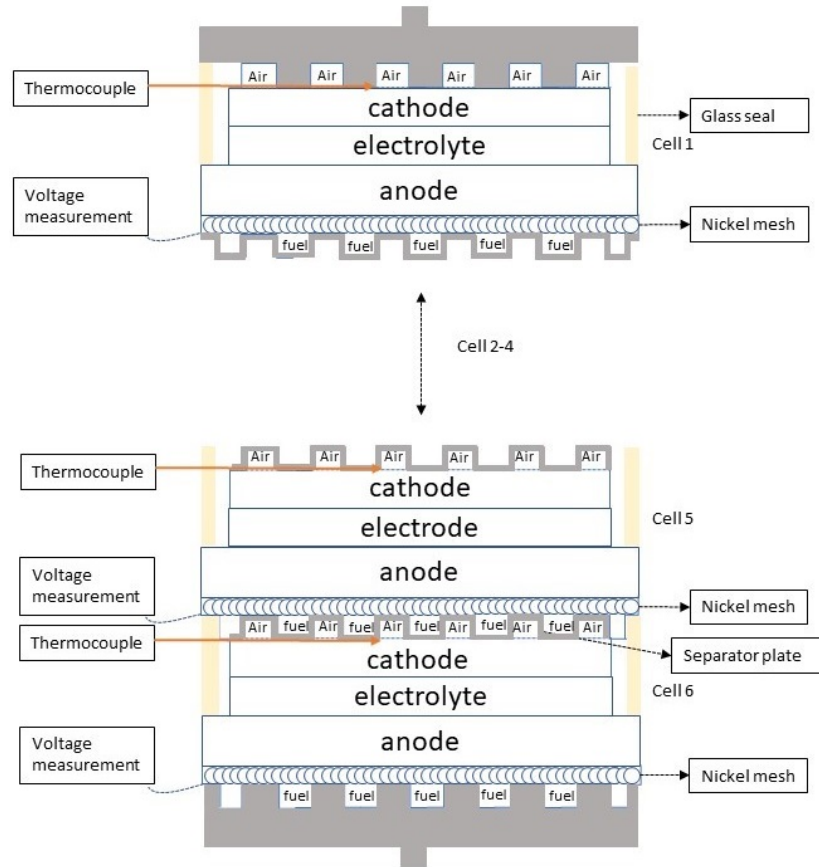 Air Air Air Air Air Air
Thermocouple
cathode
Glass seal
electrolyte
Cell 1
anode
Voltage
measurement
Nickel mesh
fuel fuel fuel fuel fuel
Cell 2-4
Air Air Air Air Air Air
Thermocouple
cathode
electrode
Cell 5
anode
Voltage
measurement
Nickel mesh
Air fuel Air fuel Air fuel Air fuel Air fuel Air
Thermocouple
Separator plate
cathode
Cell 6
electrolyte
anode
Voltage
measurement
Nickel mesh
fuel fuel fuel fuel fuel